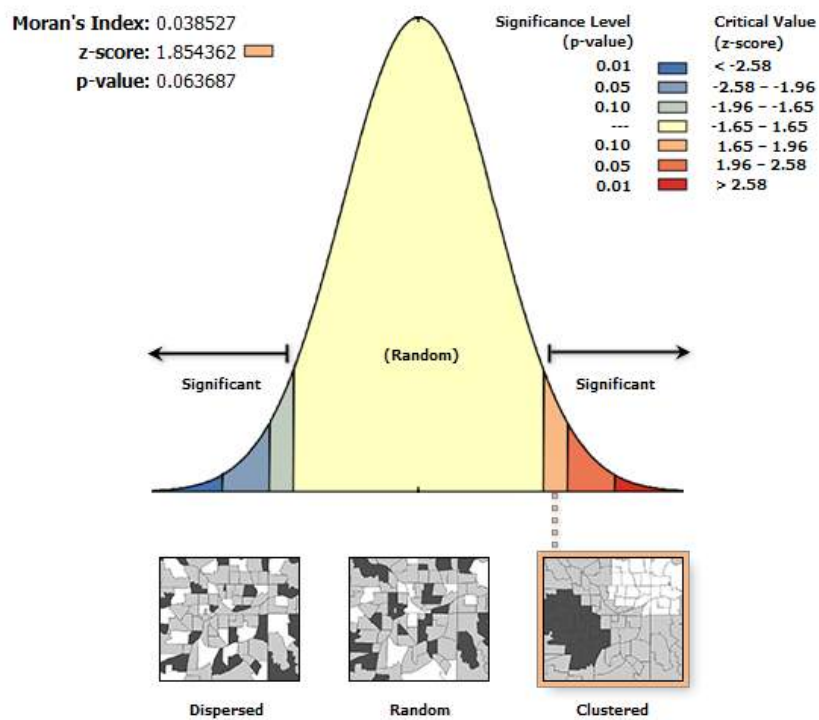 Moran's Index: 0.038527
z-score: 1.854362
p-value: 0.063687
Significance Level
(p-value)
Critical Value
(z-score)
0.01 < -2.58
0.05 -2.58 – -1.96
0.10 -1.96 – -1.65
--- -1.65 – 1.65
0.10 1.65 – 1.96
0.05 1.96 – 2.58
0.01 > 2.58
(Random)
Significant
Significant
Dispersed
Random
Clustered